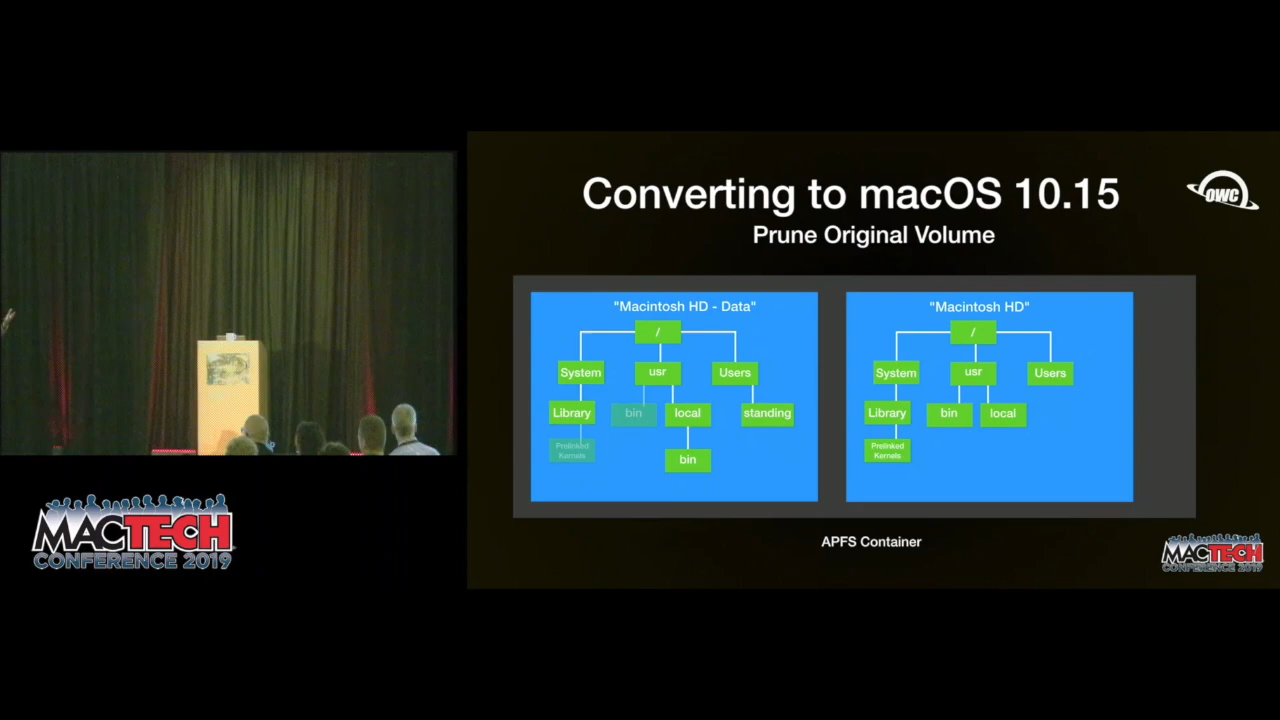 Converting to macOS 10.15
OWC
Prune Original Volume
"Macintosh HD - Data"
/
System
usr
Users
Library
bin
local
standing
Prelinked
Kernels
bin
"Macintosh HD"
/
System
usr
Users
Library
bin
local
Prelinked
Kernels
APFS Container
MACTECH
CONFERENCE 2019
MACTECH
CONFERENCE 2019